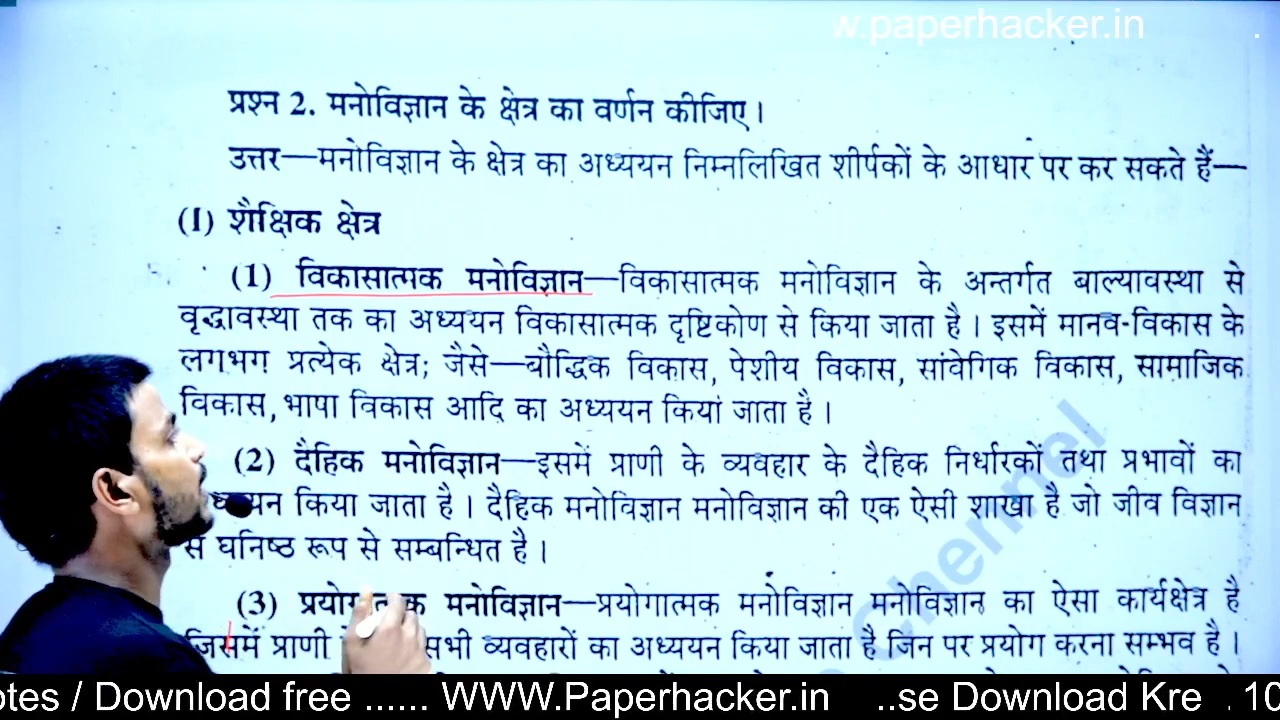 w.paperhacker.in
प्रश्न 2. मनोविज्ञान के क्षेत्र का वर्णन कीजिए।
उत्तर—मनोविज्ञान के क्षेत्र का अध्ययन निम्नलिखित शीर्षकों के आधार पर कर सकते हैं—
(I) शैक्षिक क्षेत्र
(1) विकासात्मक मनोविज्ञान—विकासात्मक मनोविज्ञान के अन्तर्गत बाल्यावस्था से
वृद्धावस्था तक का अध्ययन विकासात्मक दृष्टिकोण से किया जाता है। इसमें मानव-विकास के
लगभग प्रत्येक क्षेत्र; जैसे—बौद्धिक विकास, पेशीय विकास, सांवेगिक विकास, सामाजिक
विकास, भाषा विकास आदि का अध्ययन किया जाता है।
(2) दैहिक मनोविज्ञान—इसमें प्राणी के व्यवहार के दैहिक निर्धारकों तथा प्रभावों का
किया जाता है। दैहिक मनोविज्ञान मनोविज्ञान की एक ऐसी शाखा है जो जीव विज्ञान
से घनिष्ठ रूप से सम्बन्धित है।
(3) प्रयोगात्मक मनोविज्ञान—प्रयोगात्मक मनोविज्ञान मनोविज्ञान का ऐसा कार्यक्षेत्र है
जिसमें प्राणी सभी व्यवहारों का अध्ययन किया जाता है जिन पर प्रयोग करना सम्भव है।
otes / Download free ...... WWW.Paperhacker.in ..se Download Kre . 10